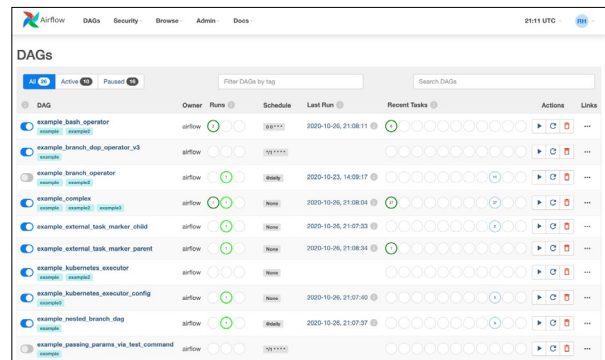 Airflow DAGs Security Browse Admin Docs 21:11 UTC RH
DAGs
All 26 Active 10 Paused 16 Filter DAGs by tag Search DAGs
DAG Owner Runs Schedule Last Run Recent Tasks Actions Links
example_bash_operator airflow 2020-10-26, 21:08:11
example example2
example_branch_dop_operator_v3 airflow */1 * * * *
example
example_branch_operator airflow @daily 2020-10-23, 14:09:17
example example2
example_complex airflow None 2020-10-26, 21:08:04 37 37
example example2 example3
example_external_task_marker_child airflow None 2020-10-26, 21:07:33
example_external_task_marker_parent airflow None 2020-10-26, 21:08:34
example_kubernetes_executor airflow None
example example2
example_kubernetes_executor_config airflow None 2020-10-26, 21:07:40
example3
example_nested_branch_dag airflow @daily 2020-10-26, 21:07:37
example
example_passing_params_via_test_command airflow */1 * * * *
example